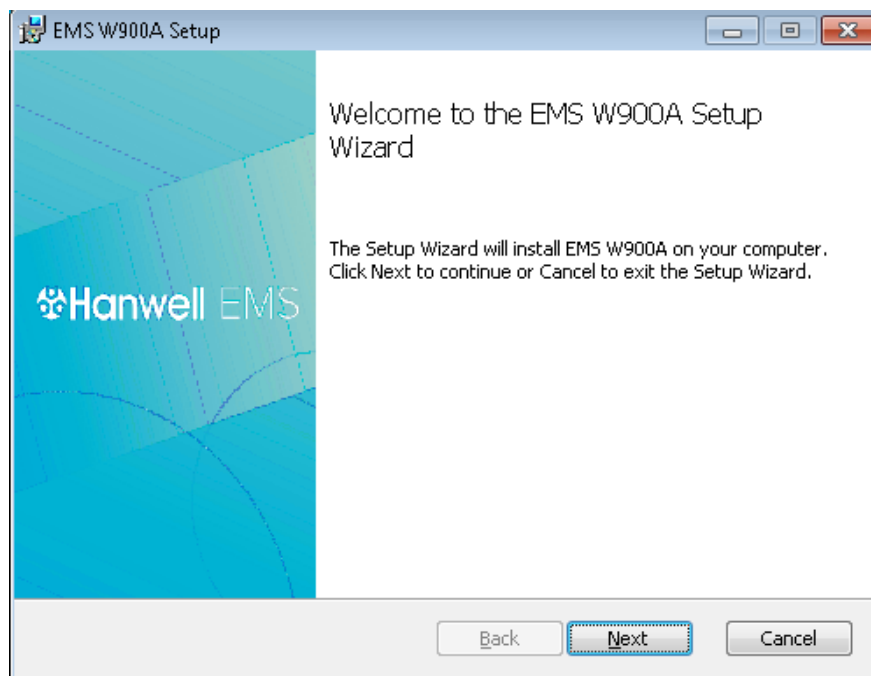 EMS W900A Setup
Welcome to the EMS W900A Setup
Wizard
The Setup Wizard will install EMS W900A on your computer.
Click Next to continue or Cancel to exit the Setup Wizard.
Hanwell EMS
Back
Next
Cancel